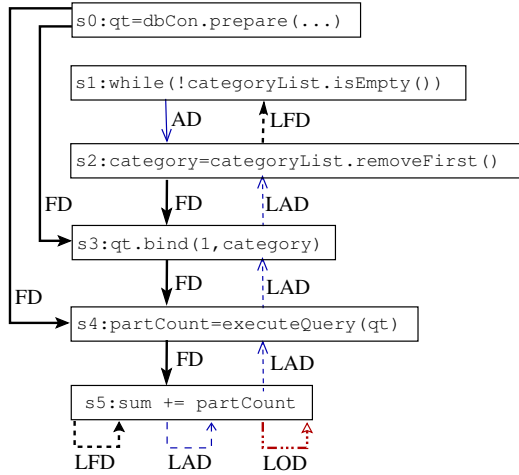 s0:qt=dbCon.prepare(...)
s1:while(!categoryList.isEmpty())
AD
LFD
s2:category=categoryList.removeFirst()
FD
LAD
FD
s3:qt.bind(1,category)
FD
LAD
FD
s4:partCount=executeQuery(qt)
FD
LAD
s5:sum += partCount
LFD
LAD
LOD